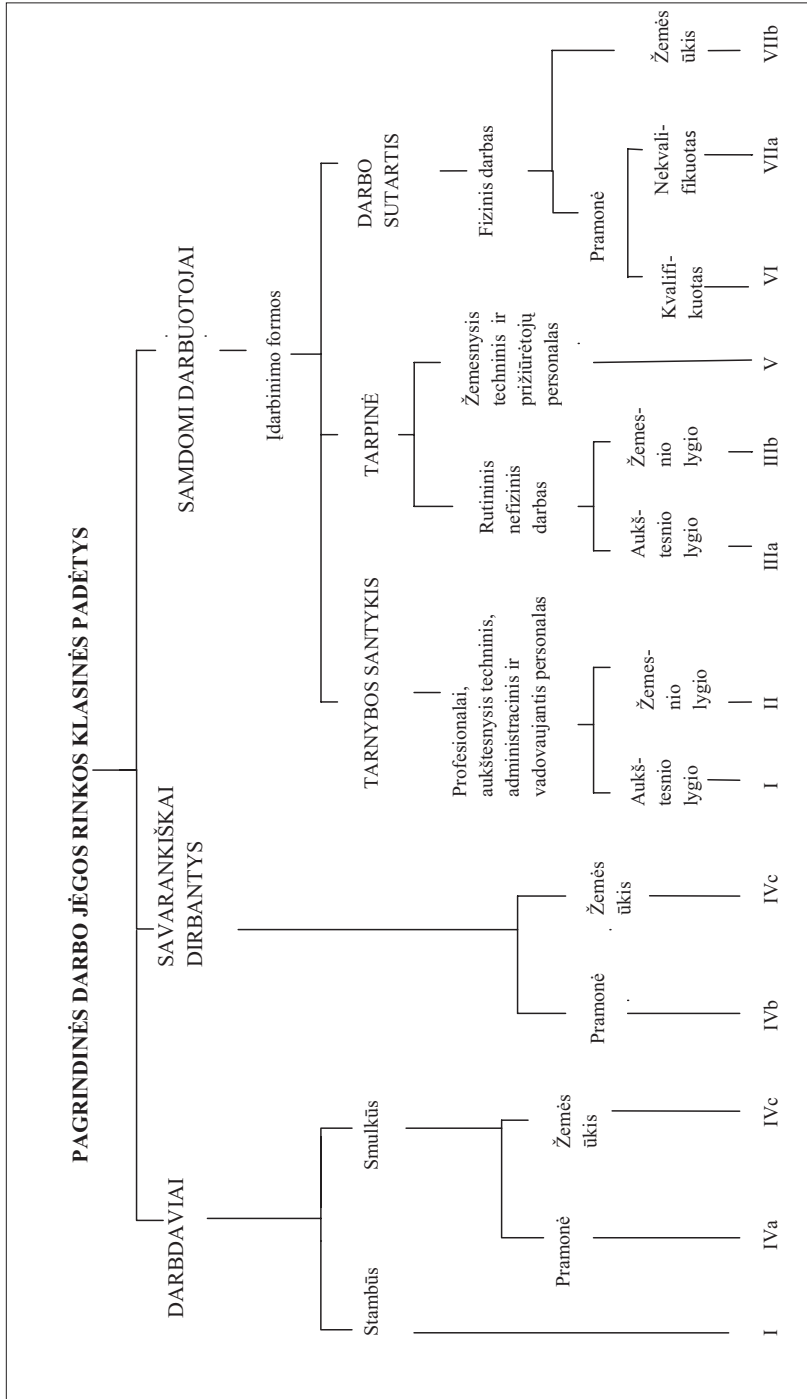 PAGRINDINĖS DARBO JĖGOS RINKOS KLASINĖS PADĖTYS
DARBDAVIAI
SAVARANKIŠKAI
DIRBANTYS
SAMDOMI DARBUOTOJAI
Įdarbinimo formos
Stambūs
Smulkūs
TARNYBOS SANTYKIS
TARPINĖ
DARBO
SUTARTIS
Profesionalai,
aukštesnysis techninis,
administracinis ir
vadovaujantis personalas
Rutininis
nefizinis
darbas
Žemesnysis
techninis ir
prižiūrėtojų
personalas
Fizinis darbas
Pramonė
Žemės
ūkis
Pramonė
Žemės
ūkis
Pramonė
Aukš-
tesnio
lygio
Žemes-
nio
lygio
Aukš-
tesnio
lygio
Žemes-
nio
lygio
Kvalifi-
kuotas
Nekvali-
fikuotas
Žemės
ūkis
I
IVa
IVc
IVb
IVc
I
II
IIIa
IIIb
V
VI
VIIa
VIIb